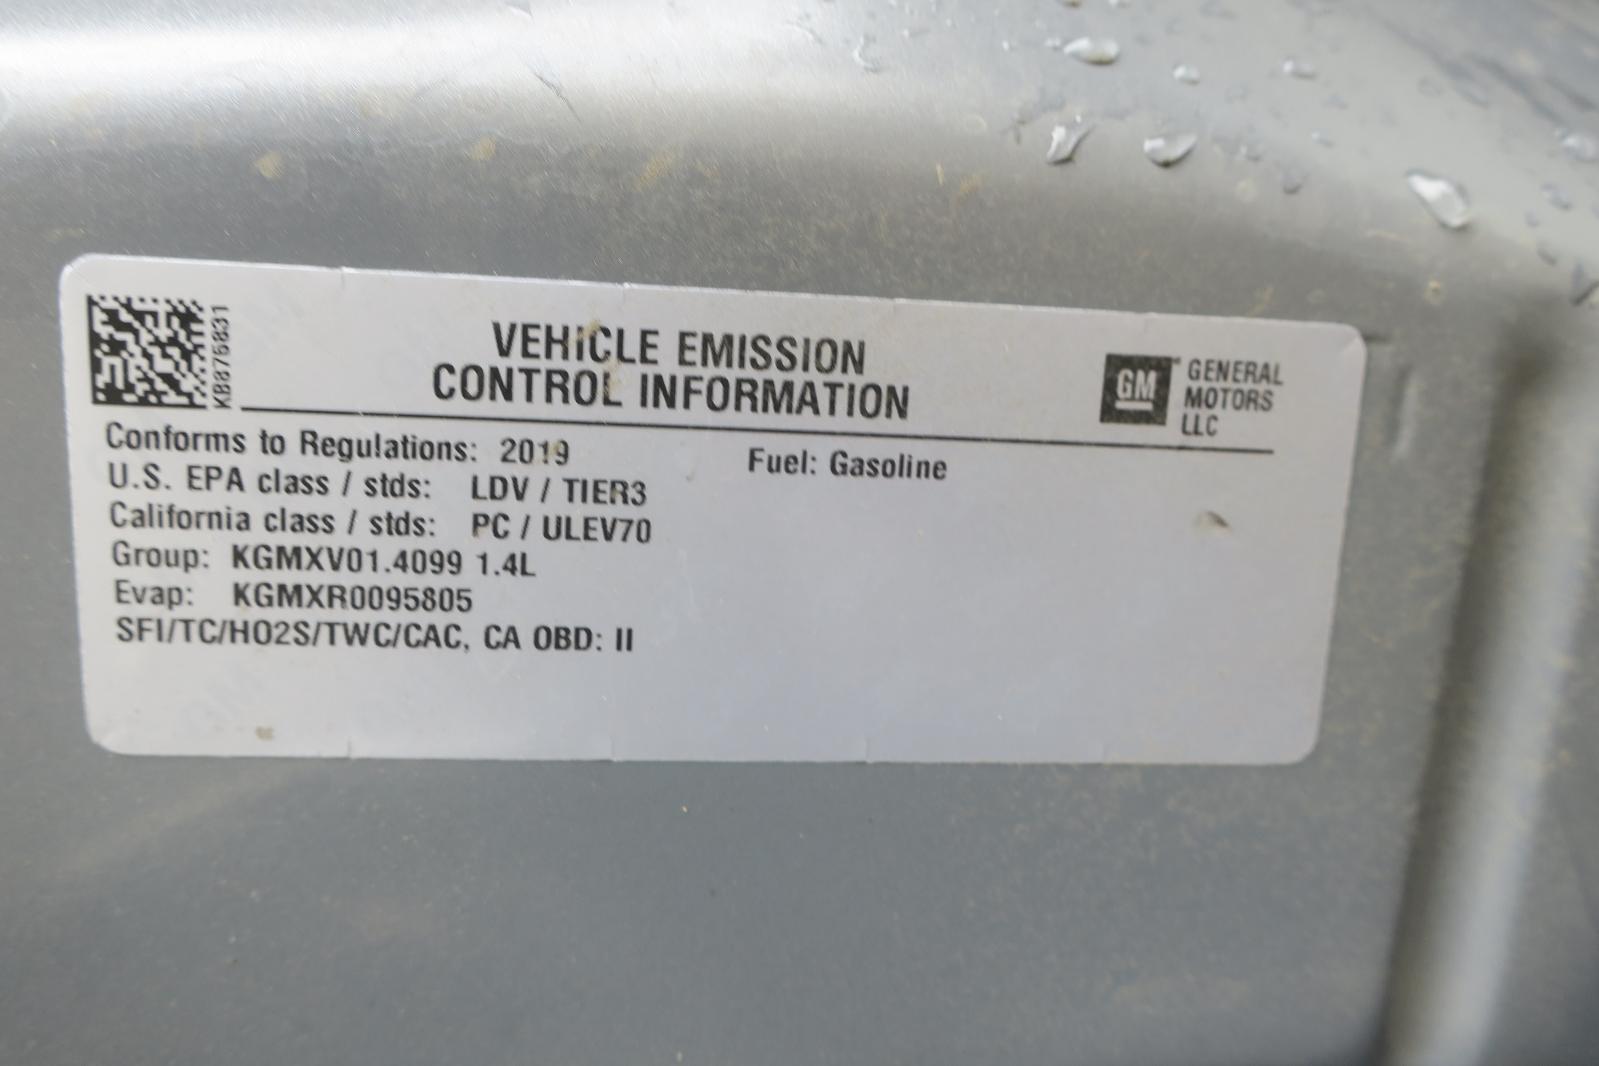 KB876831
VEHICLE EMISSION
CONTROL INFORMATION
GM
GENERAL
MOTORS
LLC
Conforms to Regulations: 2019
Fuel: Gasoline
U.S. EPA class / stds: LDV / TIER3
California class / stds: PC / ULEV70
Group: KGMXV01.4099 1.4L
Evap: KGMXR0095805
SFI/TC/HO2S/TWC/CAC, CA OBD: II